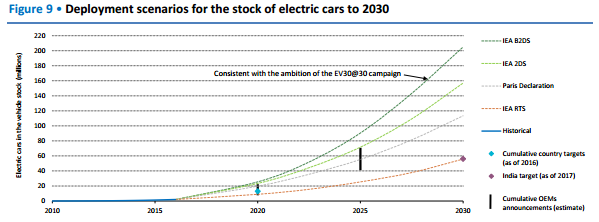 Figure 9 • Deployment scenarios for the stock of electric cars to 2030
Electric cars in the vehicle stock (millions)
220
200
180
160
140
120
100
80
60
40
20
0
2010
2015
2020
2025
2030
Consistent with the ambition of the EV30@30 campaign
IEA B2DS
IEA 2DS
Paris Declaration
IEA RTS
Historical
Cumulative country targets
(as of 2016)
India target (as of 2017)
Cumulative OEMs
announcements (estimate)